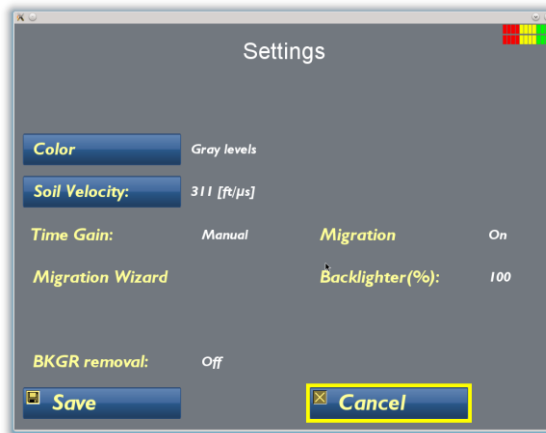 Settings
Color Gray levels
Soil Velocity: 311 [ft/µs]
Time Gain: Manual Migration On
Migration Wizard Backlighter(%): 100
BKGR removal: Off
Save Cancel